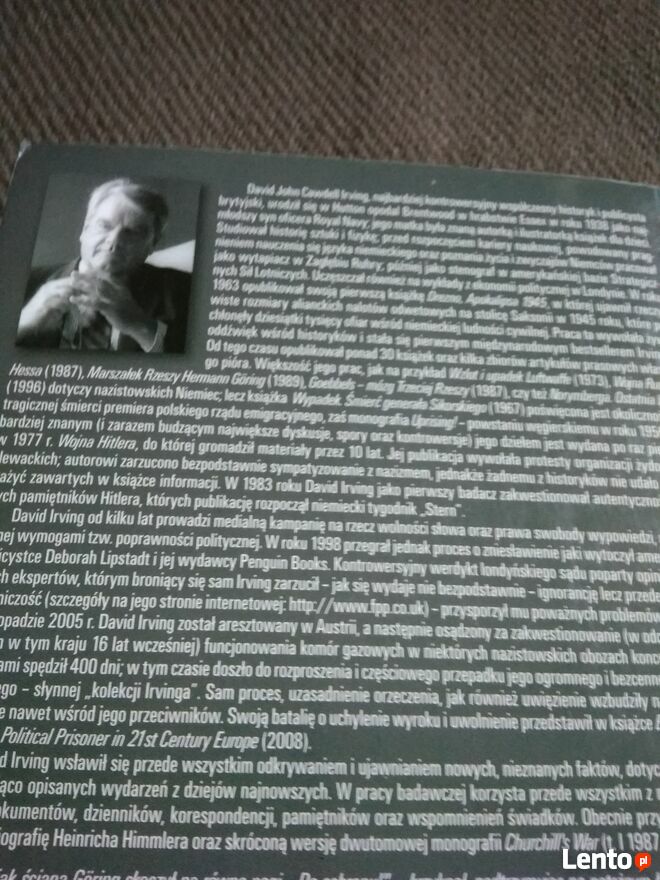 David John Cawdell Irving, najbardziej kontrowersyjny współczesny historyk i publicysta
brytyjski, urodził się w Hutton opodal Brentwood w hrabstwie Essex w roku 1938 jako naj-
młodszy syn oficera Royal Navy; jego matka była znaną autorką i ilustratorką książek dla dzieci.
Studiował historię sztuki i fizykę; przed rozpoczęciem kariery naukowej, powodowany prag-
nieniem nauczenia się języka niemieckiego oraz poznania życia i zwyczajów Niemców pracował
jako wytapiacz w Zagłębiu Ruhry, później jako stenograf w amerykańskiej bazie Strategicz-
nych Sił Lotniczych. Uczęszczał również na wykłady z ekonomii politycznej w Londynie. W roku
1963 opublikował swoją pierwszą książkę Drezno. Apokalipsa 1945, w której ujawnił rzeczy-
wiste rozmiary alianckich nalotów odwetowych na stolicę Saksonii w 1945 roku, które po-
chłonęły dziesiątki tysięcy ofiar wśród niemieckiej ludności cywilnej. Praca ta wywołała ży
oddźwięk wśród historyków i stała się pierwszym międzynarodowym bestsellerem Irvin
Od tego czasu opublikował ponad 30 książek oraz kilka zbiorów artykułów prasowych
go pióra. Większość jego prac, jak na przykład Wzlot i upadek Luftwaffe (1973), Wojna
Hessa (1987), Marszałek Rzeszy Hermann Göring (1989), Goebbels – mózg Trzeciej Rzeszy (1987), czy też Norymberga. Ostatnia
(1996) dotyczy nazistowskich Niemiec; lecz książka Wypadek. Śmierć generała Sikorskiego (1967) poświęcona jest okolicznoś
tragicznej śmierci premiera polskiego rządu emigracyjnego, zaś monografia Uprising! – powstaniu węgierskiemu w roku 195
bardziej znanym (i zarazem budzącym największe dyskusje, spory oraz kontrowersje) jego dziełem jest wydana po raz p
w 1977 r. Wojna Hitlera, do której gromadził materiały przez 10 lat. Jej publikacja wywołała protesty organizacji żydo
lewackich; autorowi zarzucono bezpodstawnie sympatyzowanie z nazizmem, jednakże żadnemu z historyków nie udało
ażyć zawartych w książce informacji. W 1983 roku David Irving jako pierwszy badacz zakwestionował autentyczno
ych pamiętników Hitlera, których publikację rozpoczął niemiecki tygodnik „Stern”.
David Irving od kilku lat prowadzi medialną kampanię na rzecz wolności słowa oraz prawa swobody wypowiedzi,
nej wymogami tzw. poprawności politycznej. W roku 1998 przegrał jednak proces o zniesławienie jaki wytoczył ame
icystce Deborah Lipstadt i jej wydawcy Penguin Books. Kontrowersyjny werdykt londyńskiego sądu poparty opin
ch ekspertów, którym broniący się sam Irving zarzucił – jak się wydaje nie bezpodstawnie – ignorancję lecz przede
niczość (szczegóły na jego stronie internetowej: http://www.fpp.co.uk) – przysporzył mu poważnych problemów
opadzie 2005 r. David Irving został aresztowany w Austrii, a następnie osądzony za zakwestionowanie (w odc
n w tym kraju 16 lat wcześniej) funkcjonowania komór gazowych w niektórych nazistowskich obozach konc
ami spędził 400 dni; w tym czasie doszło do rozproszenia i częściowego przepadku jego ogromnego i bezcenn
ego – słynnej „kolekcji Irvinga”. Sam proces, uzasadnienie orzeczenia, jak również uwięzienie wzbudziły
e nawet wśród jego przeciwników. Swoją batalię o uchylenie wyroku i uwolnienie przedstawił w książce
Political Prisoner in 21st Century Europe (2008).
d Irving wsławił się przede wszystkim odkrywaniem i ujawnianiem nowych, nieznanych faktów, dotyc
ąco opisanych wydarzeń z dziejów najnowszych. W pracy badawczej korzysta przede wszystkim z
okumentów, dzienników, korespondencji, pamiętników oraz wspomnień świadków. Obecnie przy
iografię Heinricha Himmlera oraz skróconą wersję dwutomowej monografii Churchill's War (t. I 1987
Lento pl